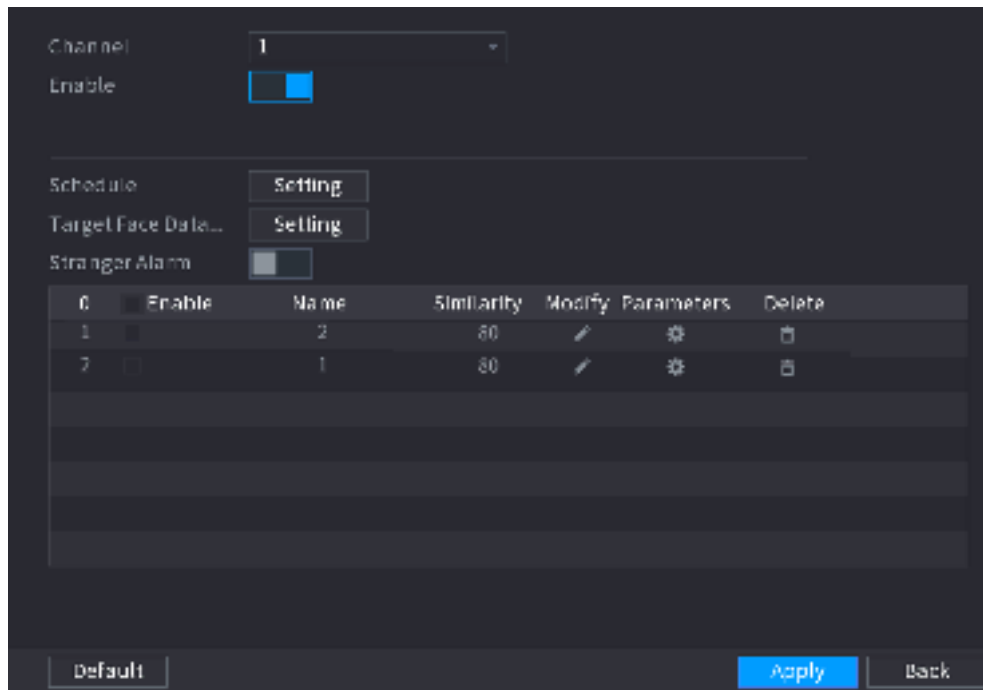 Channel 1
Enable
Schedule Setting
Target Face Data... Setting
Stranger Alarm
0 Enable Name Similarity Modify Parameters Delete
1 2 80
2 1 80
Default Apply Back